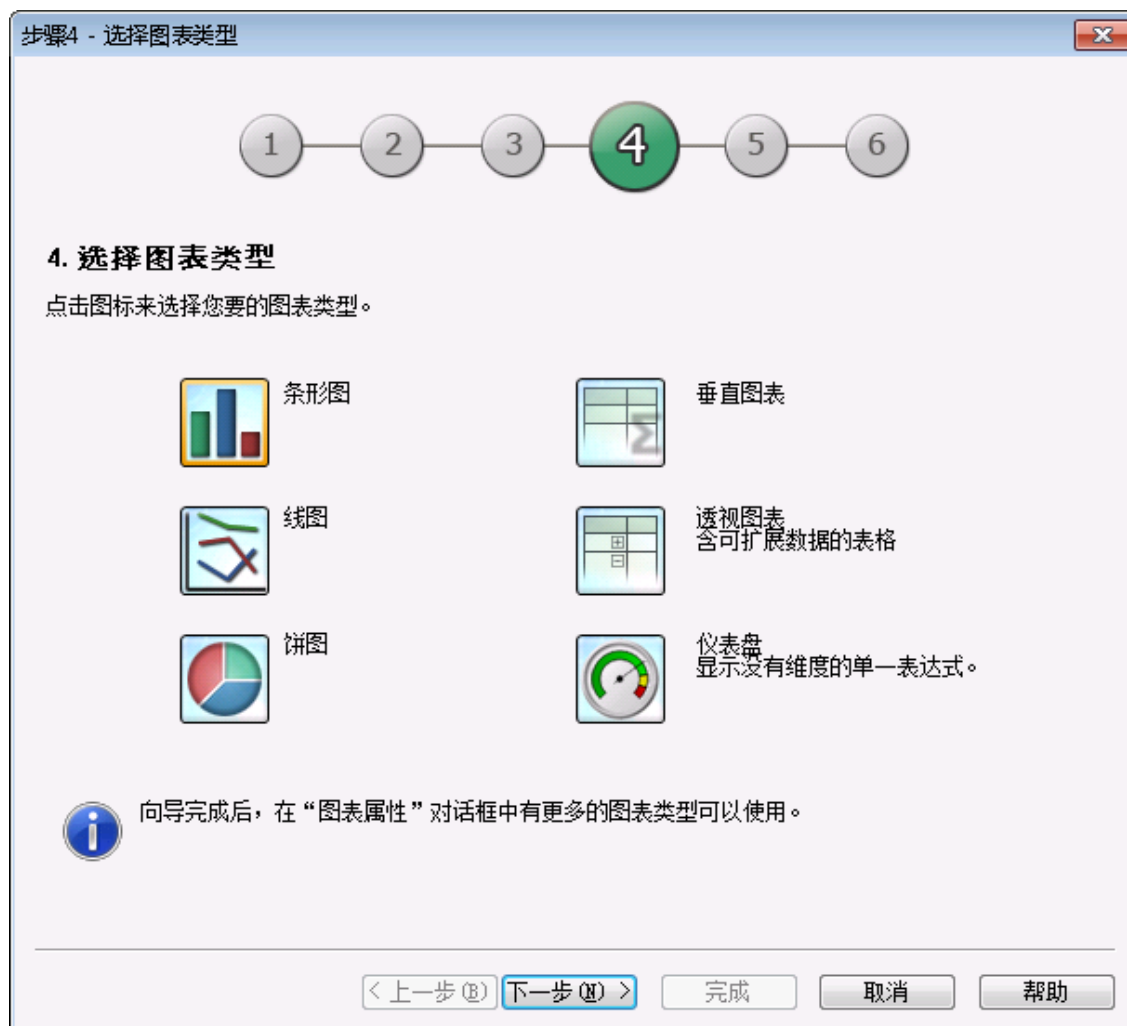 步骤4 - 选择图表类型
1 2 3 4 5 6
4. 选择图表类型
点击图标来选择您要的图表类型。
条形图
垂直图表
线图
透视图表
含可扩展数据的表格
饼图
仪表盘
显示没有维度的单一表达式。
向导完成后，在“图表属性”对话框中有更多的图表类型可以使用。
< 上一步(B) 下一步(N) > 完成 取消 帮助